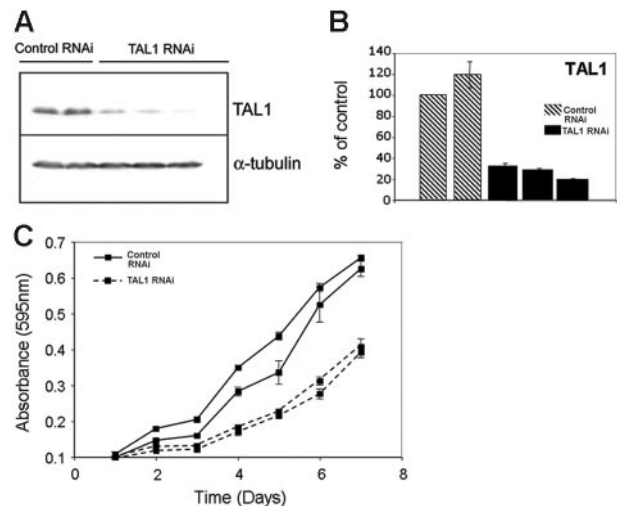 A
Control RNAi TAL1 RNAi
TAL1
α-tubulin
B
% of control
140
120
100
80
60
40
20
0
TAL1
Control RNAi
TAL1 RNAi
C
Absorbance (595nm)
0.7
0.6
0.5
0.4
0.3
0.2
0.1
Control
RNAi
TAL1 RNAi
0 2 4 6 8
Time (Days)